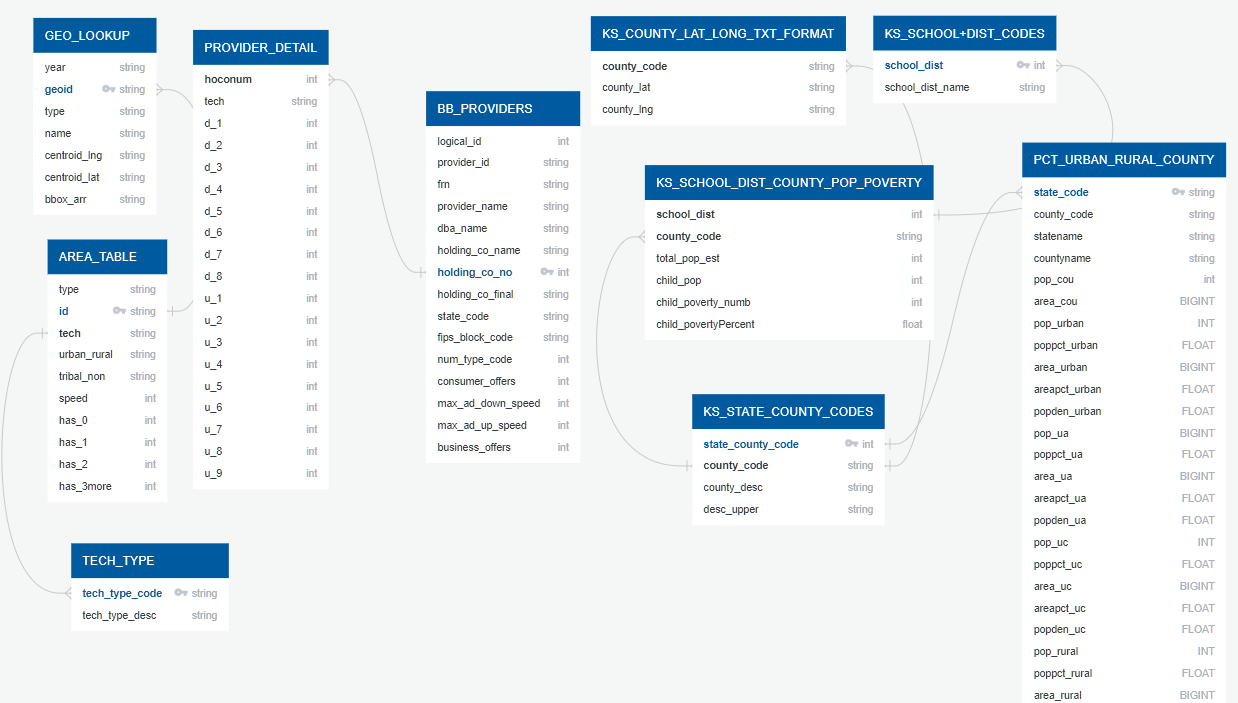 GEO_LOOKUP
year string
geoid string
type string
name string
centroid_lng string
centroid_lat string
bbox_arr string
AREA_TABLE
type string
id string
tech string
urban_rural string
tribal_non string
speed int
has_0 int
has_1 int
has_2 int
has_3more int
TECH_TYPE
tech_type_code string
tech_type_desc string
PROVIDER_DETAIL
hoconum int
tech string
d_1 int
d_2 int
d_3 int
d_4 int
d_5 int
d_6 int
d_7 int
d_8 int
u_1 int
u_2 int
u_3 int
u_4 int
u_5 int
u_6 int
u_7 int
u_8 int
u_9 int
BB_PROVIDERS
logical_id int
provider_id string
frn string
provider_name string
dba_name string
holding_co_name string
holding_co_no int
holding_co_final string
state_code string
fips_block_code string
num_type_code int
consumer_offers int
max_ad_down_speed int
max_ad_up_speed int
business_offers int
KS_COUNTY_LAT_LONG_TXT_FORMAT
county_code string
county_lat string
county_lng string
KS_SCHOOL+DIST_CODES
school_dist int
school_dist_name string
KS_SCHOOL_DIST_COUNTY_POP_POVERTY
school_dist int
county_code string
total_pop_est int
child_pop int
child_poverty_numb int
child_povertyPercent float
KS_STATE_COUNTY_CODES
state_county_code int
county_code string
county_desc string
desc_upper string
PCT_URBAN_RURAL_COUNTY
state_code string
county_code string
statename string
countyname string
pop_cou int
area_cou BIGINT
pop_urban INT
poppct_urban FLOAT
area_urban BIGINT
areapct_urban FLOAT
popden_urban FLOAT
pop_ua BIGINT
poppct_ua FLOAT
area_ua BIGINT
areapct_ua FLOAT
popden_ua FLOAT
pop_uc INT
poppct_uc FLOAT
area_uc BIGINT
areapct_uc FLOAT
popden_uc FLOAT
pop_rural INT
poppct_rural FLOAT
area_rural BIGINT